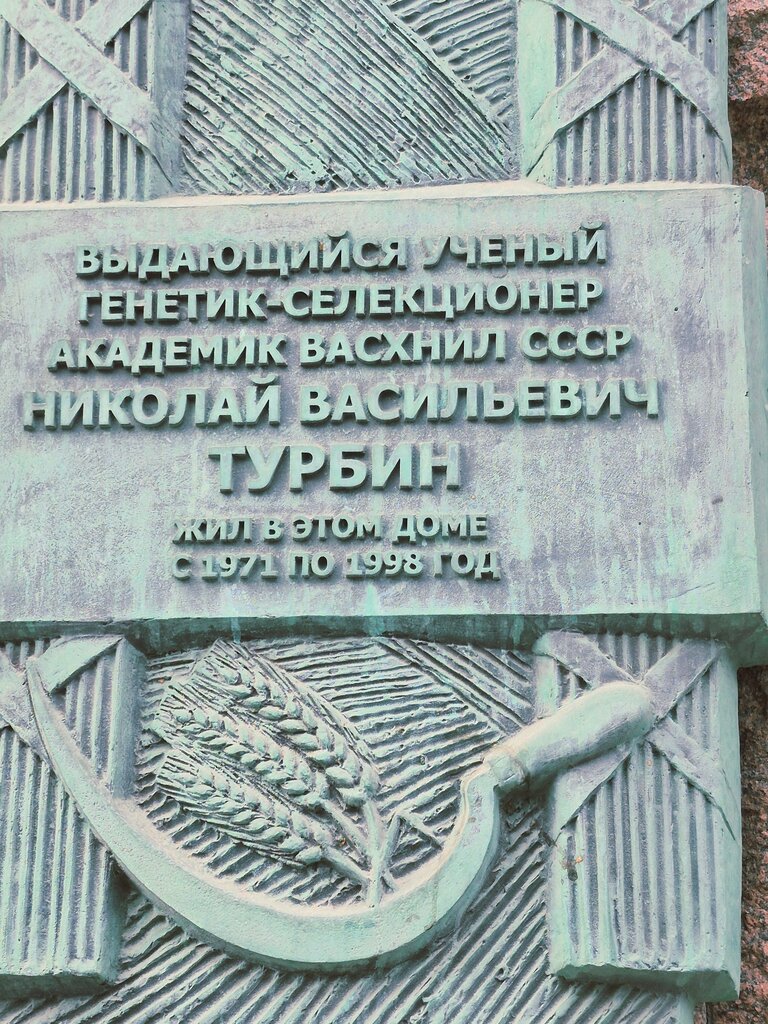 ВЫДАЮЩИЙСЯ УЧЕНЫЙ
ГЕНЕТИК-СЕЛЕКЦИОНЕР
АКАДЕМИК ВАСХНИЛ СССР
НИКОЛАЙ ВАСИЛЬЕВИЧ
ТУРБИН
ЖИЛ В ЭТОМ ДОМЕ
С 1971 ПО 1998 ГОД